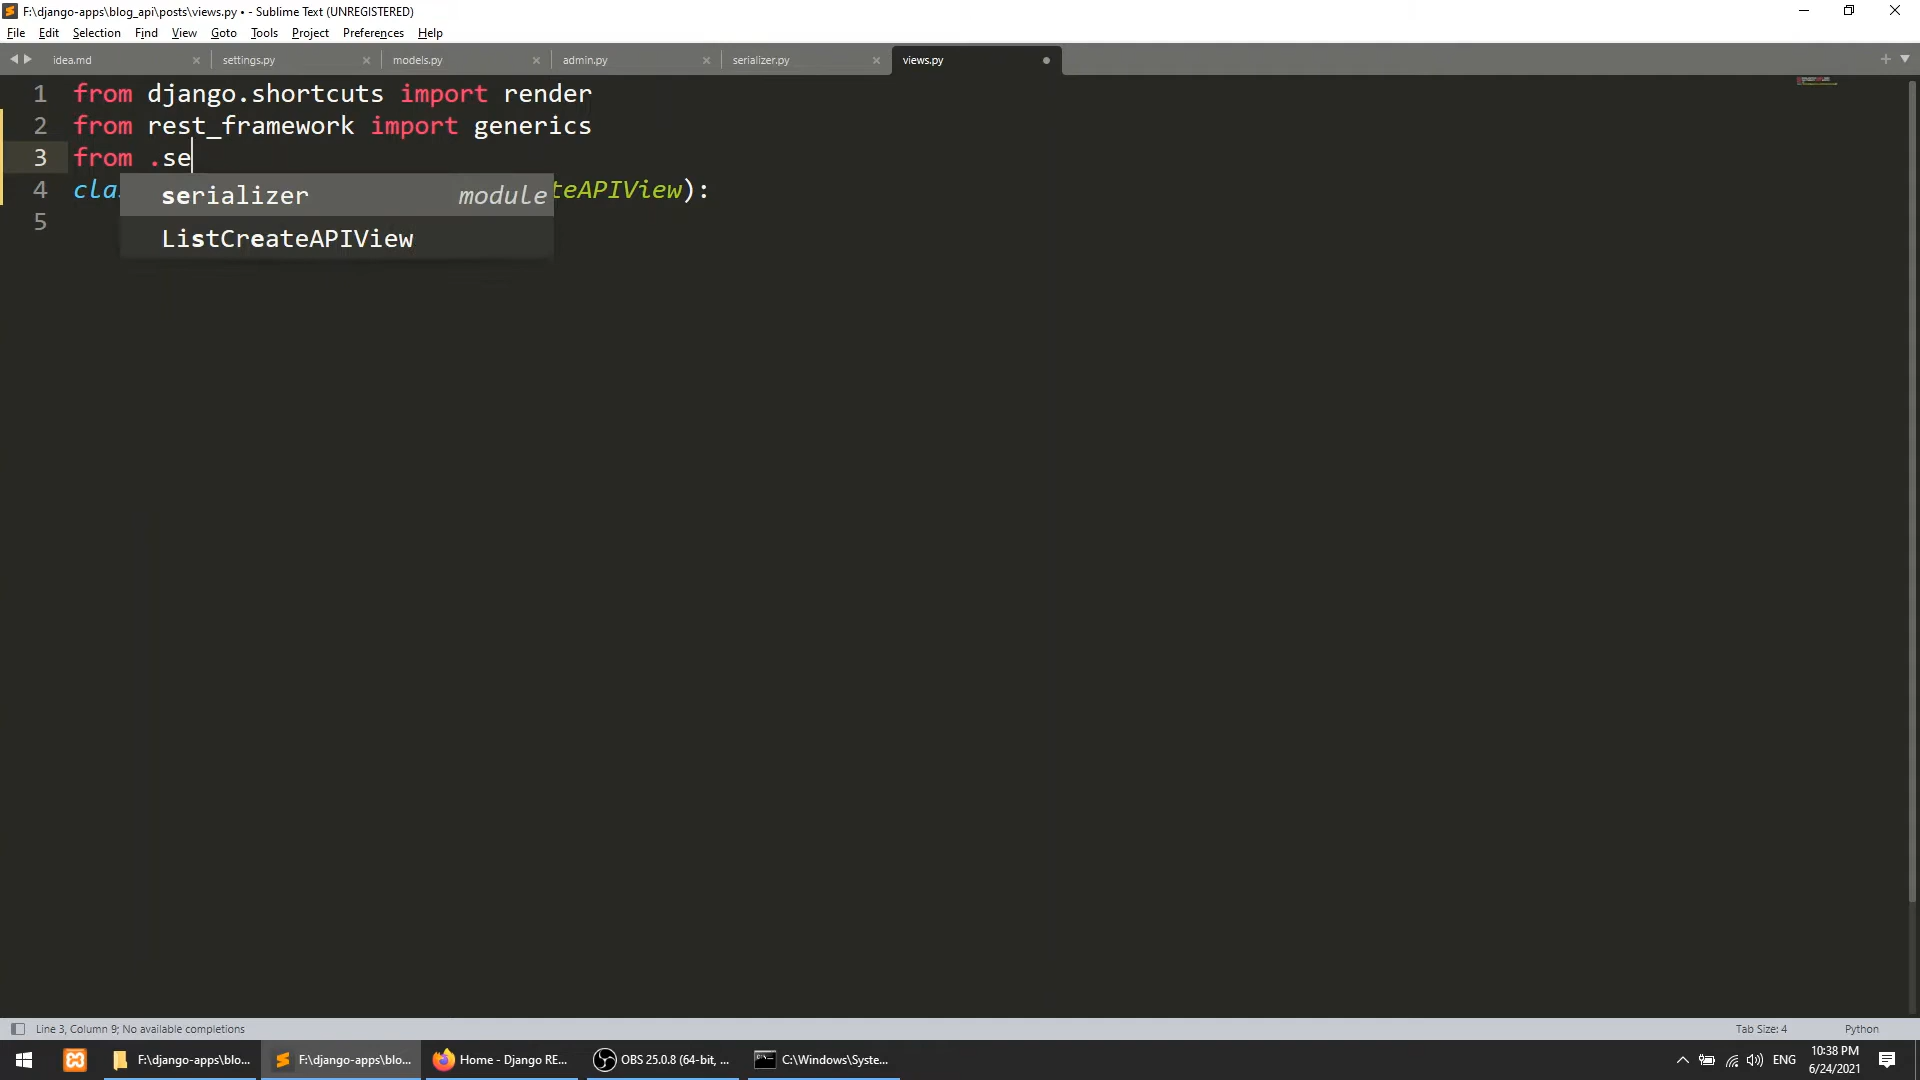 F:\django-apps\blog_api\posts\views.py • - Sublime Text (UNREGISTERED)
File Edit Selection Find View Goto Tools Project Preferences Help
idea.md settings.py models.py admin.py serializer.py views.py
1 from django.shortcuts import render
2 from rest_framework import generics
3 from .se
serializer module
4 clas teAPIView):
5
ListCreateAPIView
Line 3, Column 9; No available completions Tab Size: 4 Python
F:\django-apps\blo... F:\django-apps\blo... Home - Django RE... OBS 25.0.8 (64-bit, ... C:\Windows\Syste... ENG 10:38 PM
6/24/2021